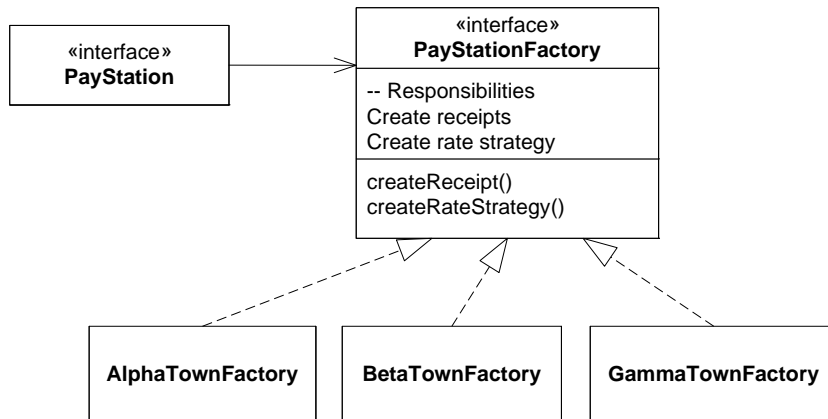 «interface»
PayStation
«interface»
PayStationFactory
-- Responsibilities
Create receipts
Create rate strategy
createReceipt()
createRateStrategy()
AlphaTownFactory
BetaTownFactory
GammaTownFactory